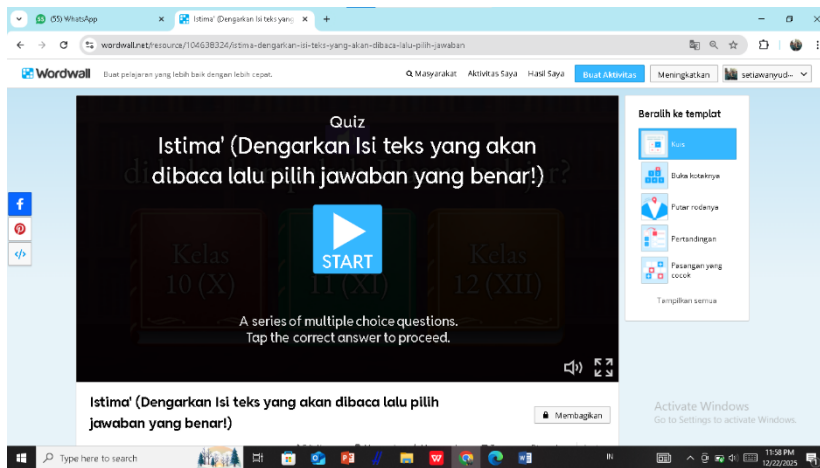 (55) WhatsApp
Istima' (Dengarkan Isi teks yang
wordwall.net/resource/104638324/istima-dengarkan-isi-teks-yang-akan-dibaca-lalu-pilih-jawaban
Wordwall
Buat pelajaran yang lebih baik dengan lebih cepat.
Masyarakat
Aktivitas Saya
Hasil Saya
Buat Aktivitas
Meningkatkan
setiawanyud...
Quiz
Istima' (Dengarkan Isi teks yang akan
dibaca lalu pilih jawaban yang benar!)
START
Kelas
10 (X)
11 (XI)
Kelas
12 (XII)
A series of multiple choice questions.
Tap the correct answer to proceed.
Beralih ke templat
Kuis
Buka kotaknya
Putar rodanya
Pertandingan
Pasangan yang
cocok
Tampilkan semua
Istima' (Dengarkan Isi teks yang akan dibaca lalu pilih
jawaban yang benar!)
Membagikan
Activate Windows
Go to Settings to activate Windows.
Type here to search
IN
11:58 PM
12/22/2025